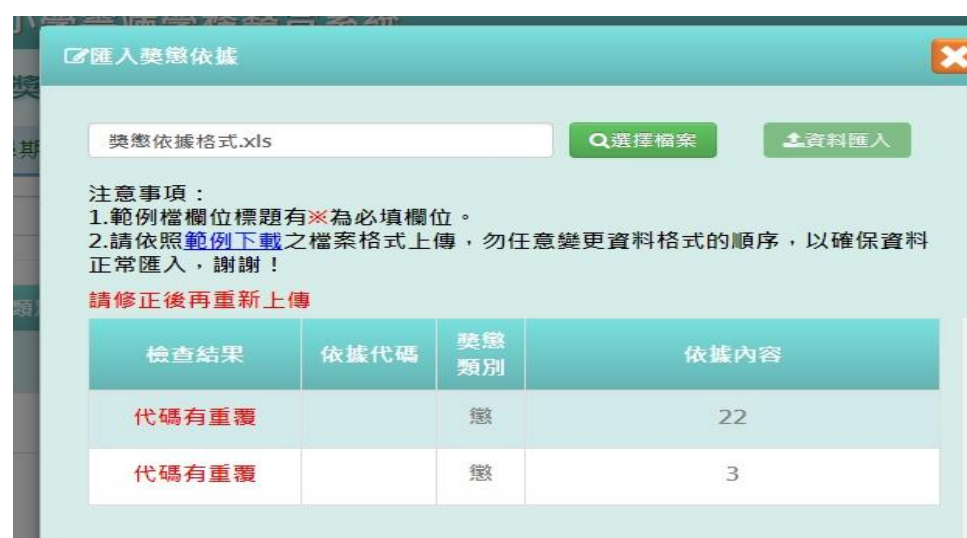 匯入獎懲依據
獎懲依據格式.xls
選擇檔案
資料匯入
注意事項：
1.範例檔欄位標題有※為必填欄位。
2.請依照範例下載之檔案格式上傳，勿任意變更資料格式的順序，以確保資料
正常匯入，謝謝！
請修正後再重新上傳
檢查結果 依據代碼 獎懲類別 依據內容
代碼有重覆 懲 22
代碼有重覆 懲 3